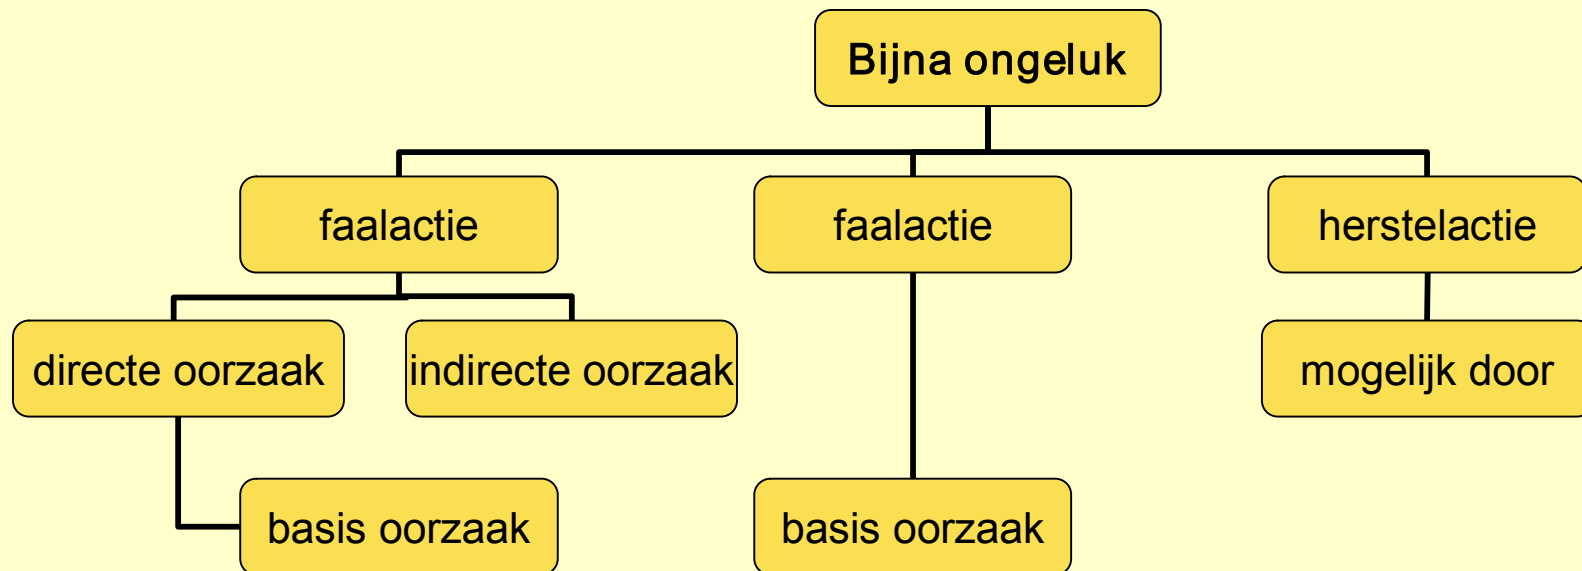 Bijna ongeluk
faalactie
faalactie
herstelactie
directe oorzaak
indirecte oorzaak
mogelijk door
basis oorzaak
basis oorzaak